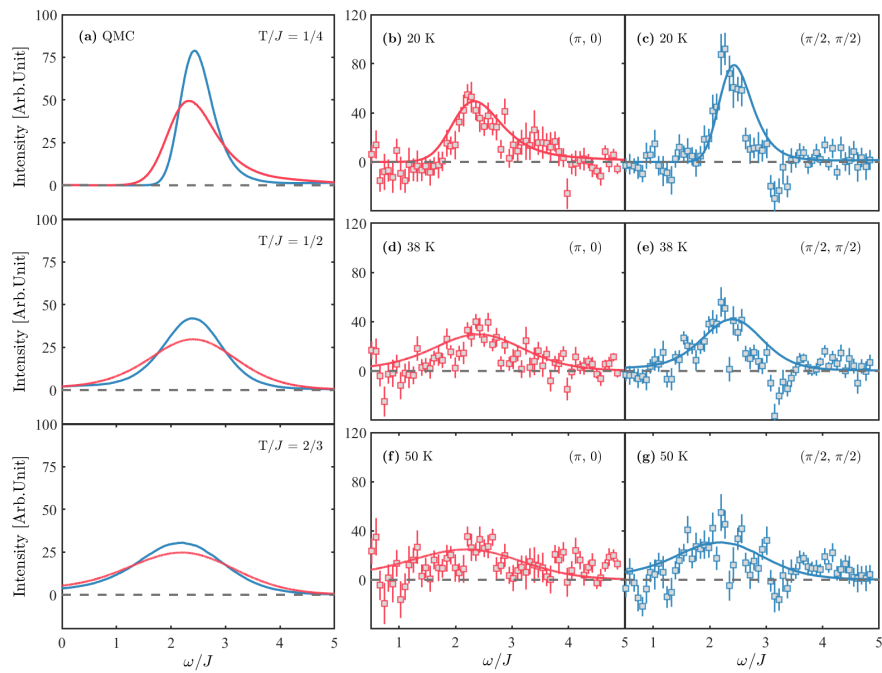 (a) QMC
T/J = 1/4
Intensity [Arb.Unit]
100
75
50
25
0
T/J = 1/2
Intensity [Arb.Unit]
100
75
50
25
0
T/J = 2/3
Intensity [Arb.Unit]
100
75
50
25
0
0 1 2 3 4 5
ω/J
(b) 20 K
(π, 0)
120
80
40
0
(c) 20 K
(π/2, π/2)
(d) 38 K
(π, 0)
120
80
40
0
(e) 38 K
(π/2, π/2)
(f) 50 K
(π, 0)
120
80
40
0
1 2 3 4 5
ω/J
(g) 50 K
(π/2, π/2)
1 2 3 4 5
ω/J